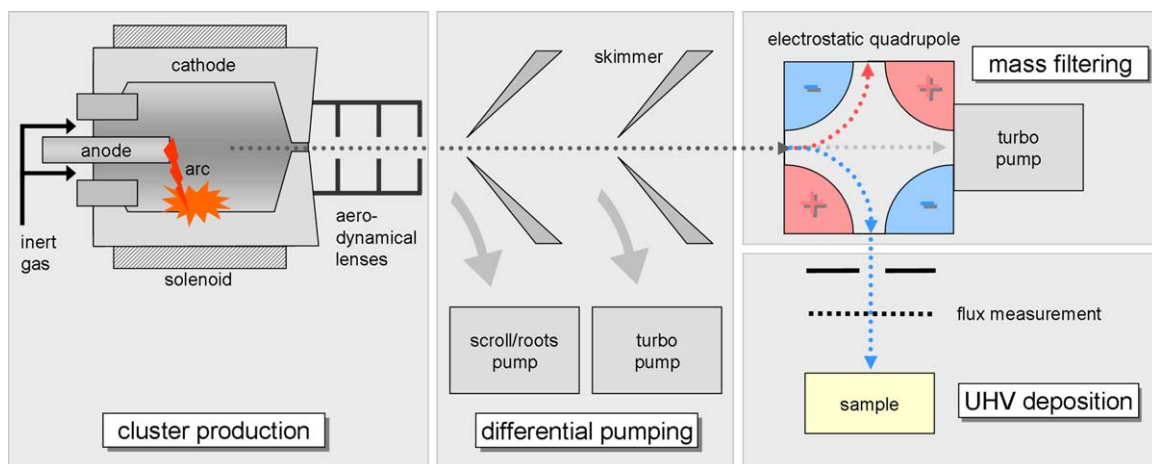 cathode
anode
arc
inert
gas
solenoid
aero-
dynamical
lenses
cluster production
skimmer
scroll/roots
pump
turbo
pump
differential pumping
electrostatic quadrupole
mass filtering
-
+
+
-
turbo
pump
flux measurement
sample
UHV deposition